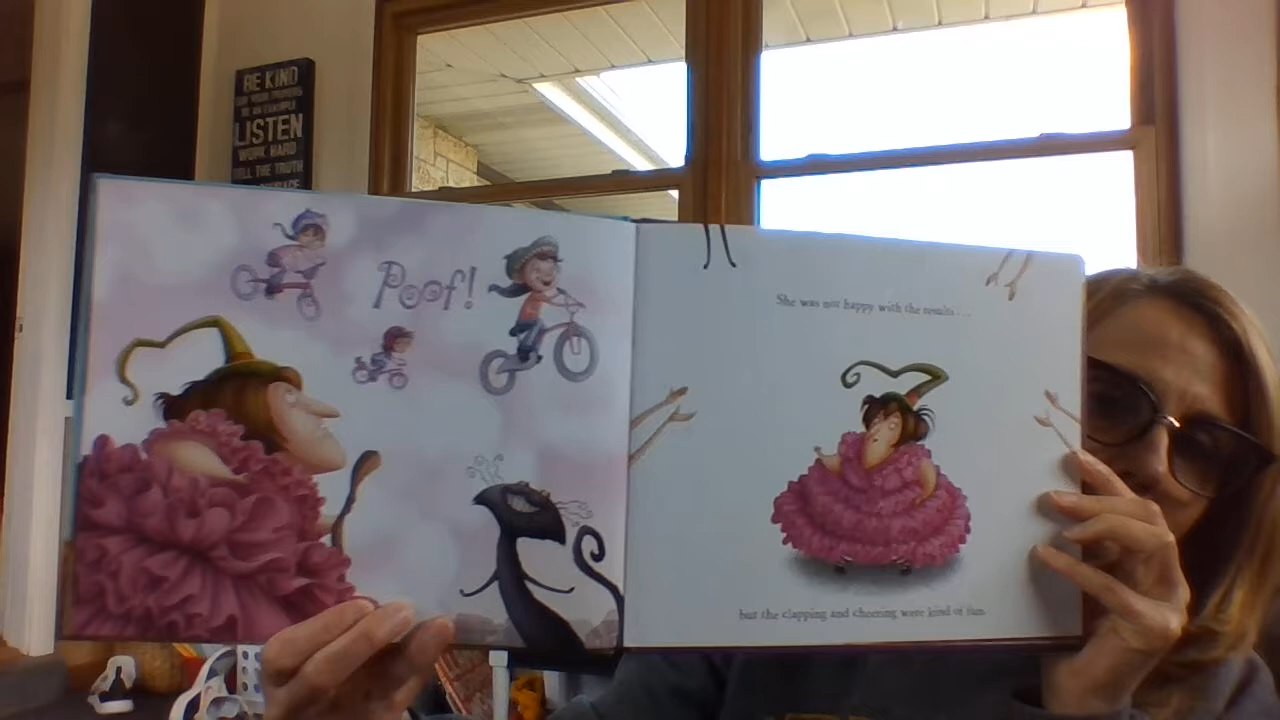 BE KIND
LISTEN
WORK HARD
TELL THE TRUTH
Poof!
She was not happy with the results . . .
but the clapping and cheering were kind of fun.